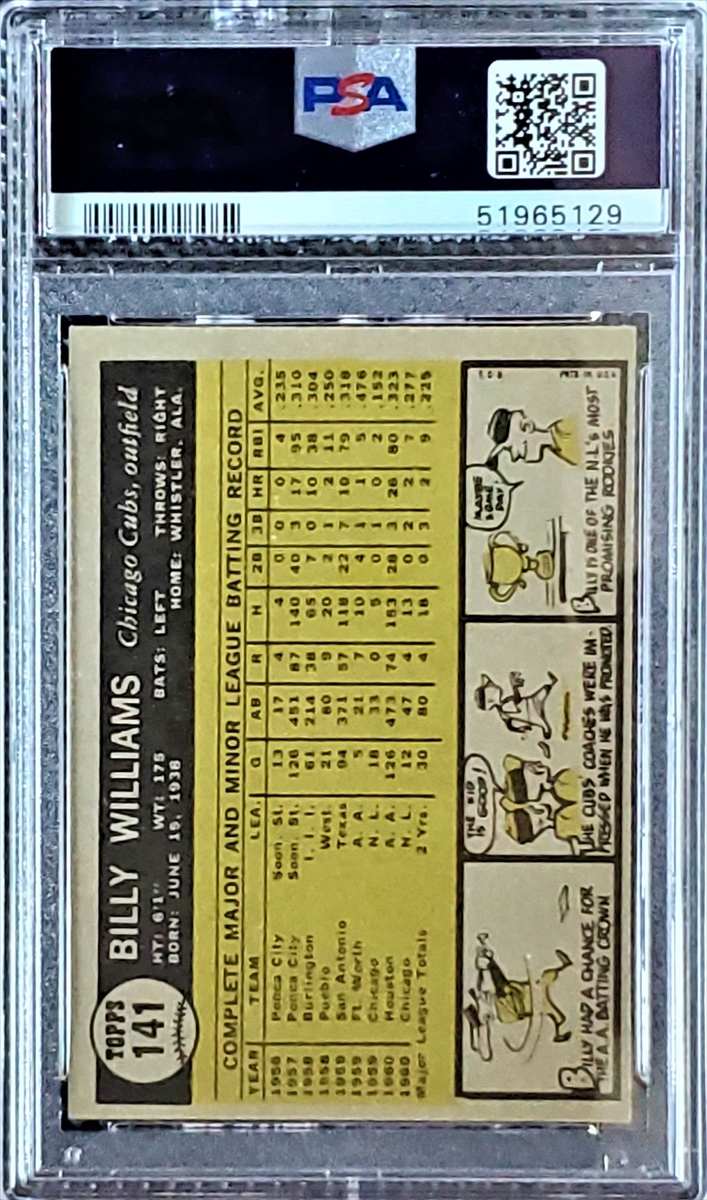 PSA
51965129
TOPPS
141
BILLY WILLIAMS Chicago Cubs, outfield
HT: 6'1" WT: 175 BATS: LEFT THROWS: RIGHT
BORN: JUNE 15, 1938 HOME: WHISTLER, ALA.
COMPLETE MAJOR AND MINOR LEAGUE BATTING RECORD
YEAR TEAM LEA. G AB R H 2B 3B HR RBI AVG.
1956 Ponca City Soon. St. 13 17 4 4 0 0 0 4 .235
1957 Ponca City Soon. St. 126 451 87 140 40 3 17 95 .310
1958 Burlington I. I. I. 61 214 38 65 7 0 10 38 .304
1958 Pueblo West. 21 80 9 20 2 1 2 11 .250
1959 San Antonio Texas 94 371 57 118 22 7 10 79 .318
1959 Ft. Worth A. A. 5 21 7 10 4 1 1 5 .476
1959 Chicago N. L. 18 33 0 5 0 1 0 2 .152
1960 Houston A. A. 126 473 74 153 28 3 26 80 .323
1960 Chicago N. L. 12 47 4 13 0 2 2 7 .277
Major League Totals 2 Yrs. 30 80 4 18 0 3 2 9 .225
BILLY HAD A CHANCE FOR
THE A.A. BATTING CROWN
THE KID
IS GOOD!
THE CUBS' COACHES WERE IM-
PRESSED WHEN HE WAS PROMOTED.
MAYBE
SOME
DAY!
BILLY IS ONE OF THE N.L.'s MOST
PROMISING ROOKIES